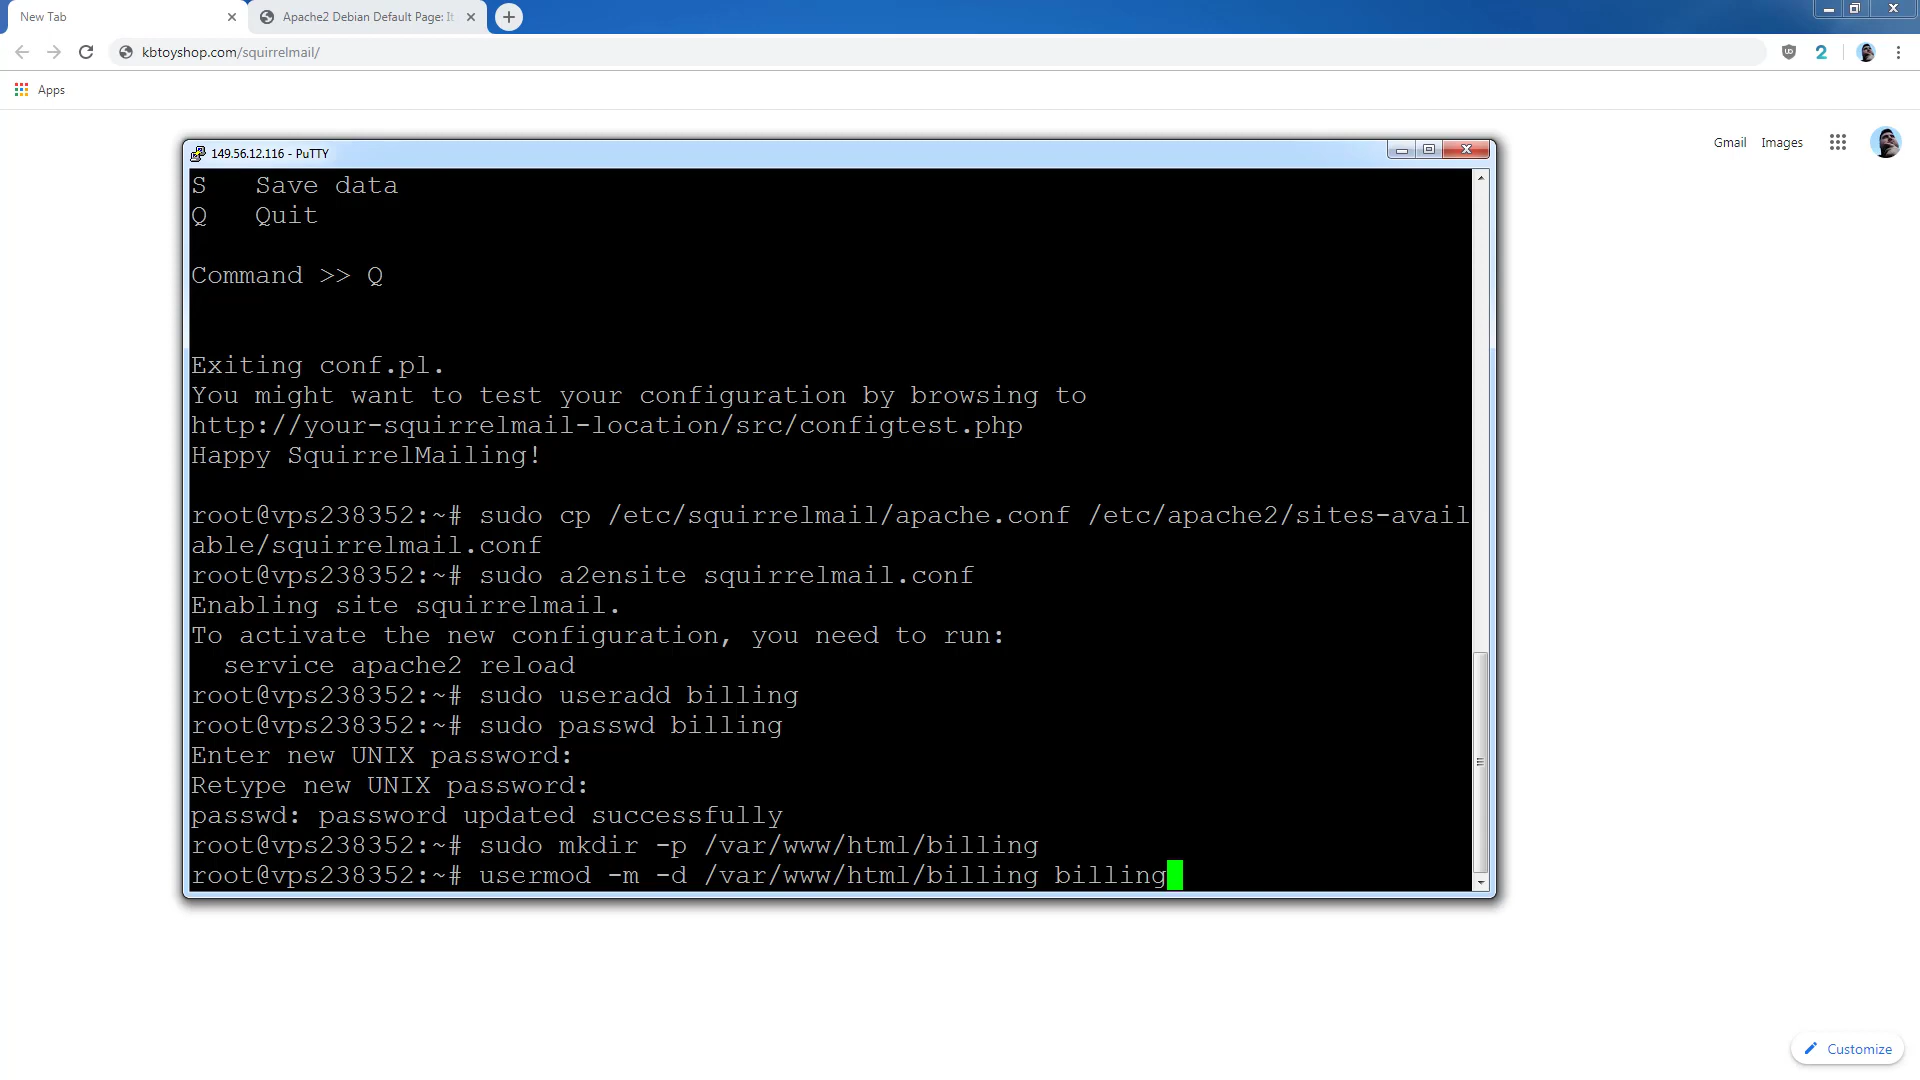 New Tab
Apache2 Debian Default Page: It
kbtoyshop.com/squirrelmail/
2
Apps
Gmail Images
149.56.12.116 - PuTTY
S Save data
Q Quit
Command >> Q
Exiting conf.pl.
You might want to test your configuration by browsing to
http://your-squirrelmail-location/src/configtest.php
Happy SquirrelMailing!
root@vps238352:~# sudo cp /etc/squirrelmail/apache.conf /etc/apache2/sites-avail
able/squirrelmail.conf
root@vps238352:~# sudo a2ensite squirrelmail.conf
Enabling site squirrelmail.
To activate the new configuration, you need to run:
service apache2 reload
root@vps238352:~# sudo useradd billing
root@vps238352:~# sudo passwd billing
Enter new UNIX password:
Retype new UNIX password:
passwd: password updated successfully
root@vps238352:~# sudo mkdir -p /var/www/html/billing
root@vps238352:~# usermod -m -d /var/www/html/billing billing
Customize